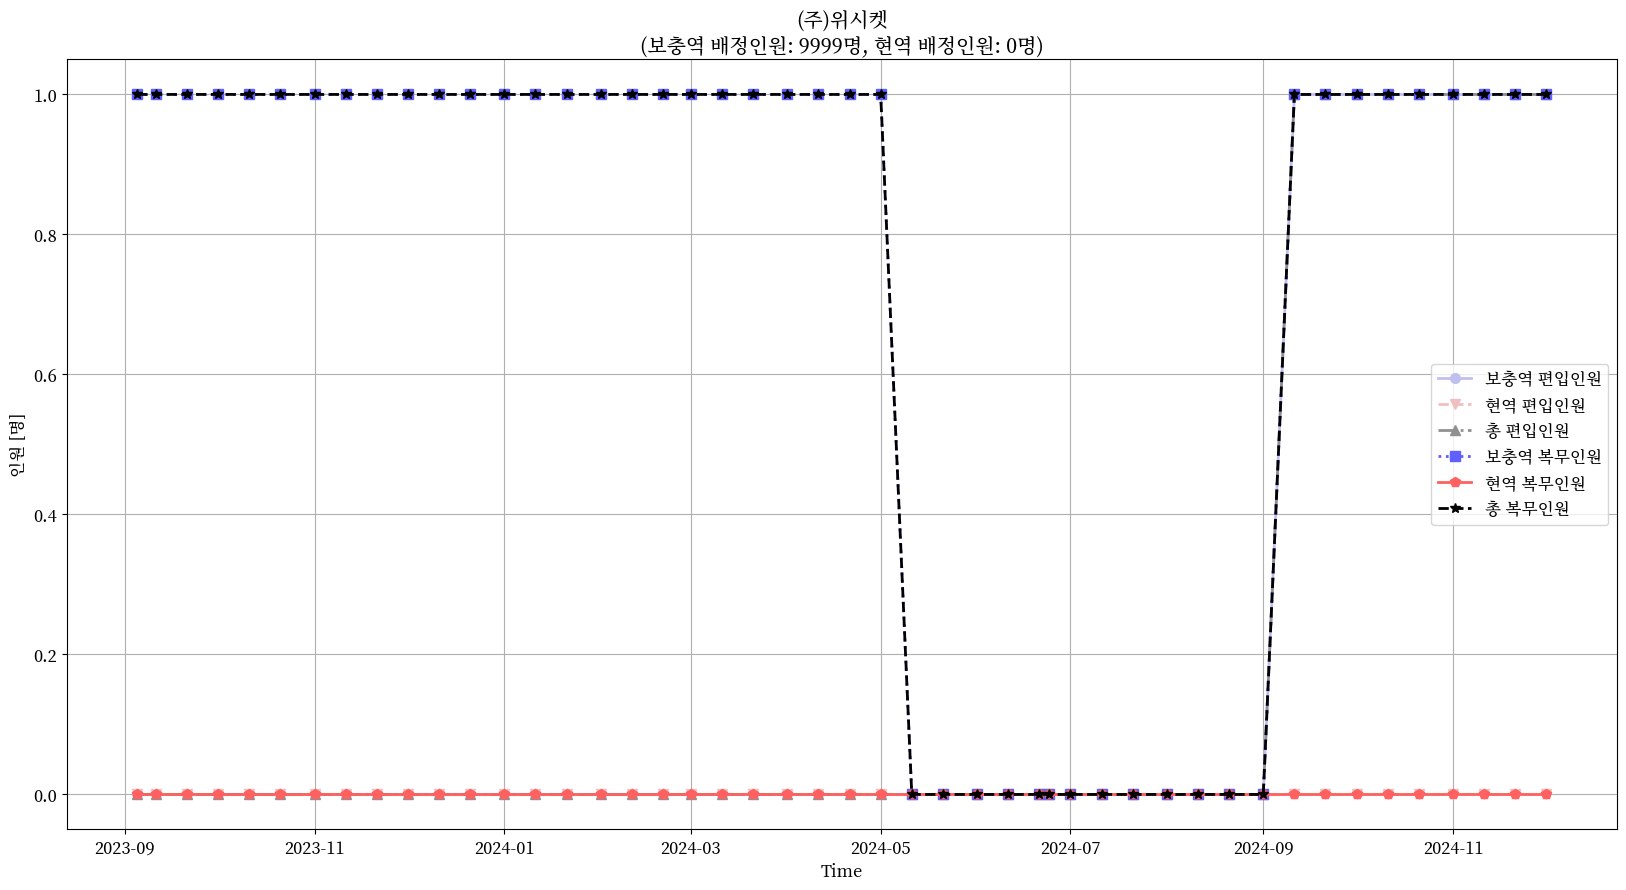 (주)위시켓
(보충역 배정인원: 9999명, 현역 배정인원: 0명)
인원 [명]
1.0
0.8
0.6
0.4
0.2
0.0
보충역 편입인원
현역 편입인원
총 편입인원
보충역 복무인원
현역 복무인원
총 복무인원
2023-09
2023-11
2024-01
2024-03
2024-05
2024-07
2024-09
2024-11
Time